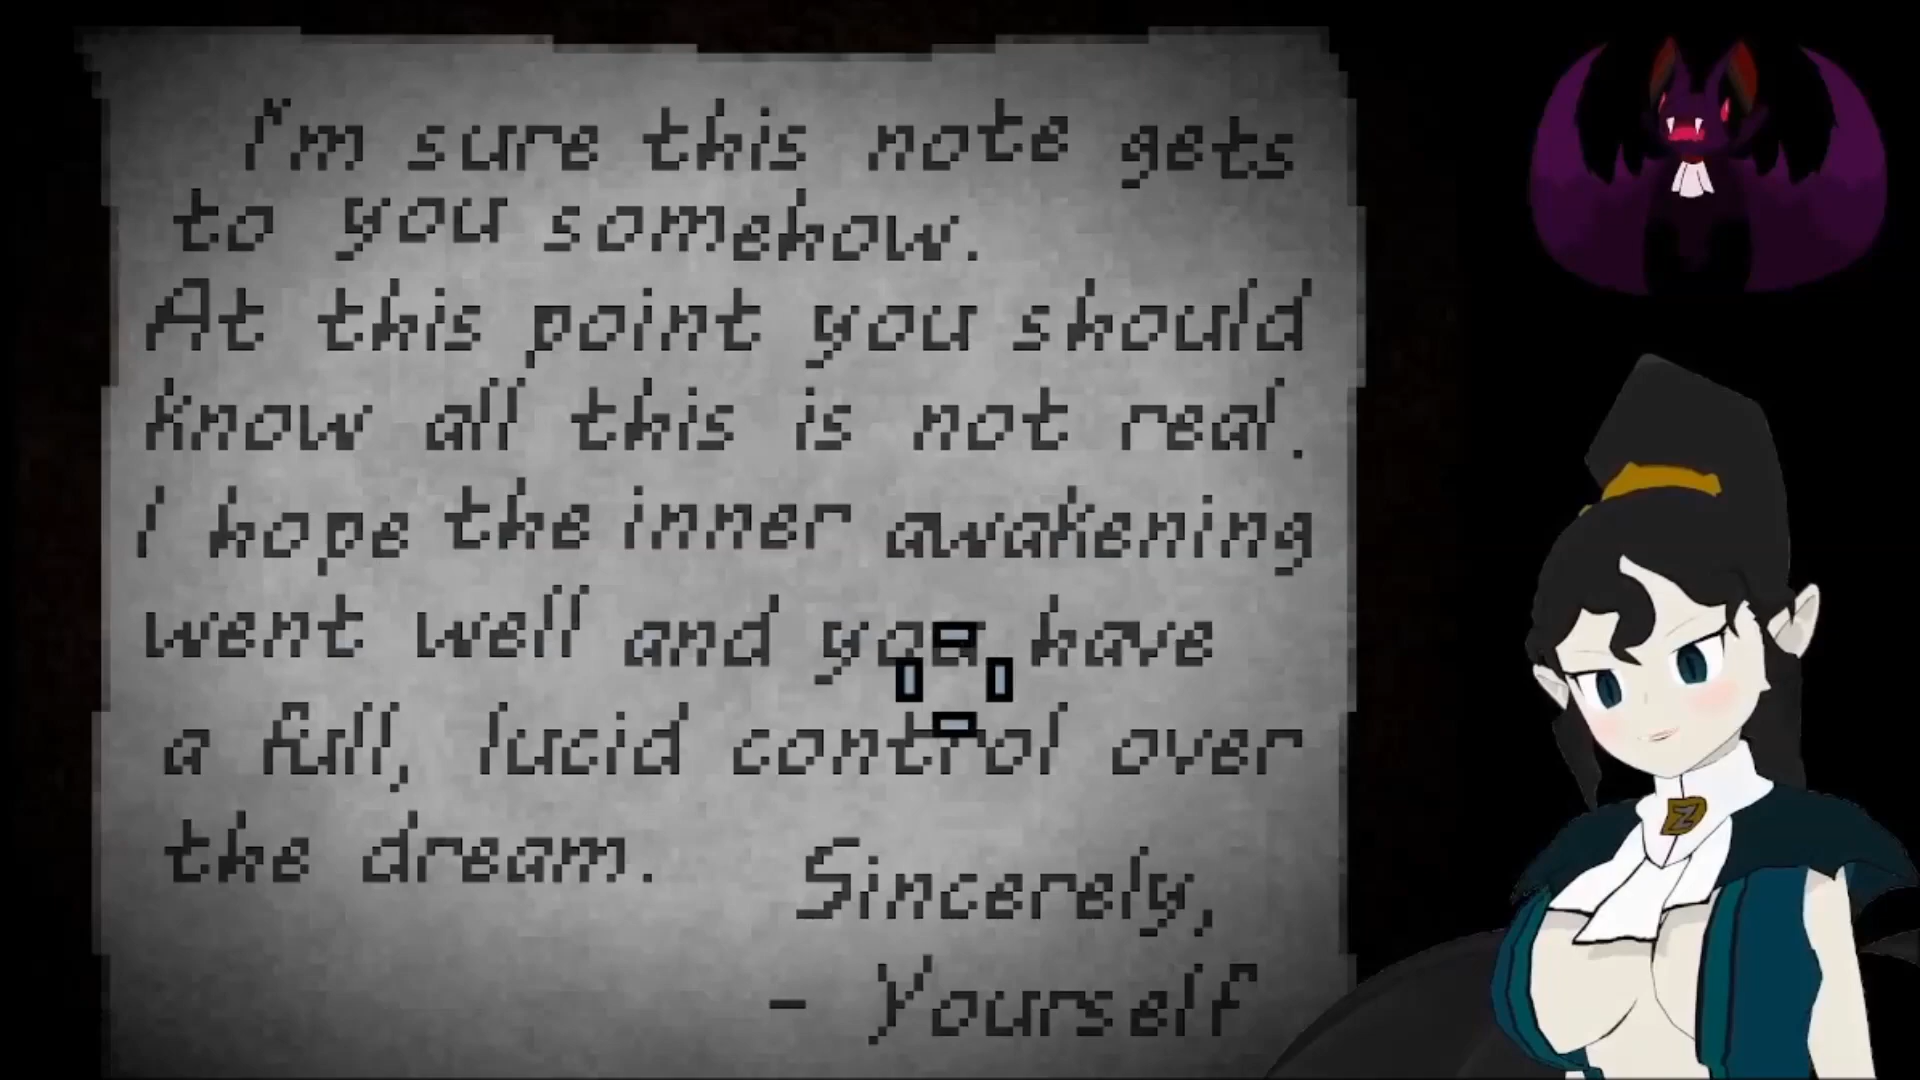 I'm sure this note gets
to you somehow.
At this point you should
know all this is not real.
I hope the inner awakening
went well and you have
a full, lucid control over
the dream.
Sincerely,
- Yourself
Z